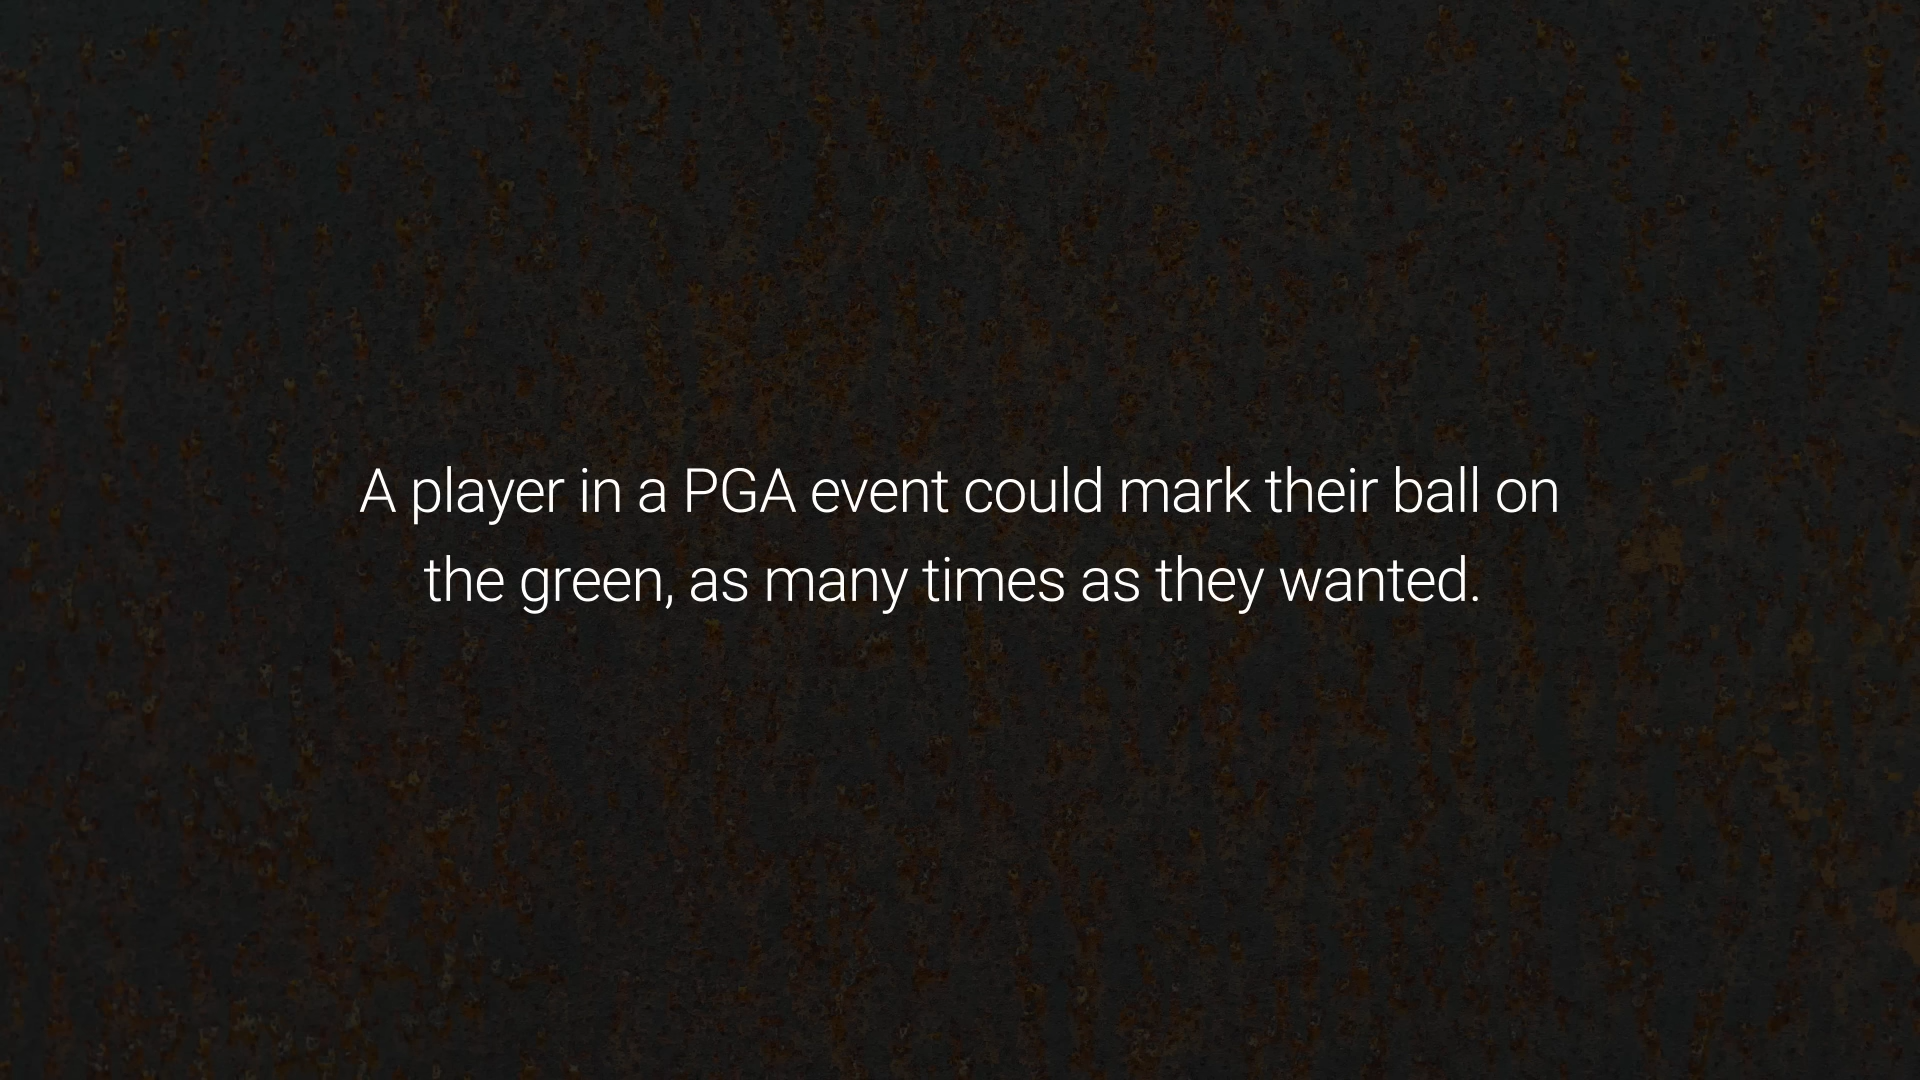 A player in a PGA event could mark their ball on
the green, as many times as they wanted.